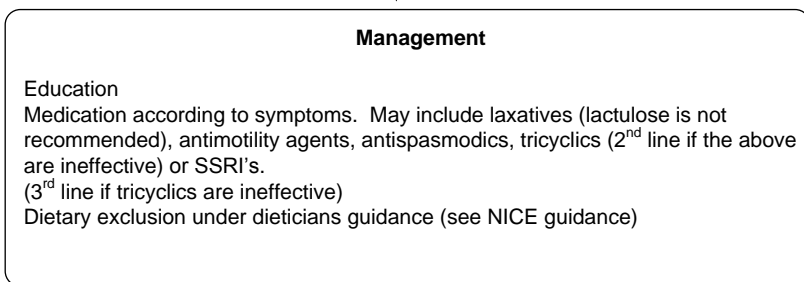 Management
Education
Medication according to symptoms.  May include laxatives (lactulose is not
recommended), antimotility agents, antispasmodics, tricyclics (2nd line if the above
are ineffective) or SSRI's.
(3rd line if tricyclics are ineffective)
Dietary exclusion under dieticians guidance (see NICE guidance)